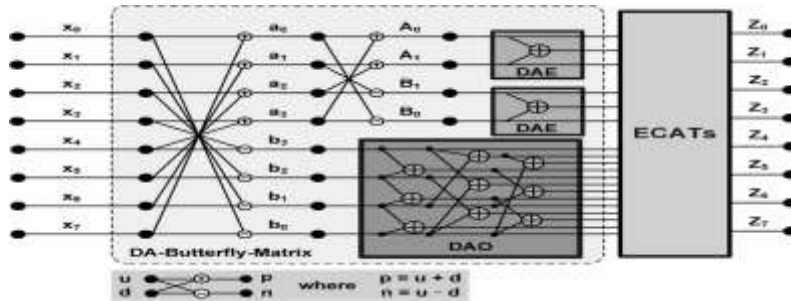 x₀ a₀ A₀ Z₀
x₁ a₁ A₁ Z₁
DAE
x₂ a₂ B₁ Z₂
x₃ a₃ B₀ Z₃
DAE
ECATs
x₄ b₃ Z₄
x₅ b₂ Z₅
x₆ b₁ Z₆
x₇ b₀ Z₇
DAO
DA-Butterfly-Matrix
u p where p = u + d
d n n = u - d